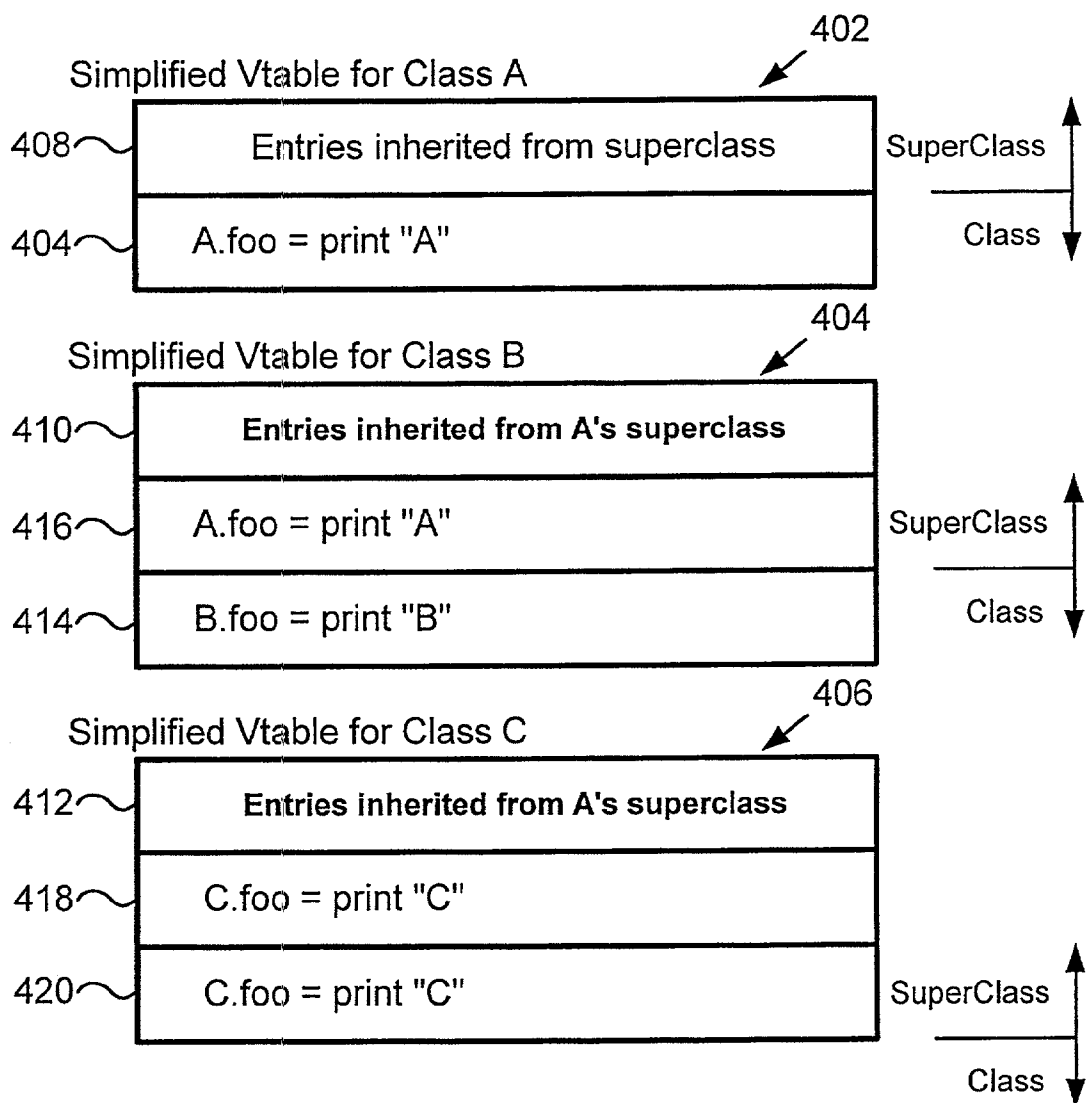 402
Simplified Vtable for Class A
408 Entries inherited from superclass SuperClass
404 A.foo = print "A" Class
404
Simplified Vtable for Class B
410 Entries inherited from A's superclass
416 A.foo = print "A" SuperClass
414 B.foo = print "B" Class
406
Simplified Vtable for Class C
412 Entries inherited from A's superclass
418 C.foo = print "C"
420 C.foo = print "C" SuperClass
Class